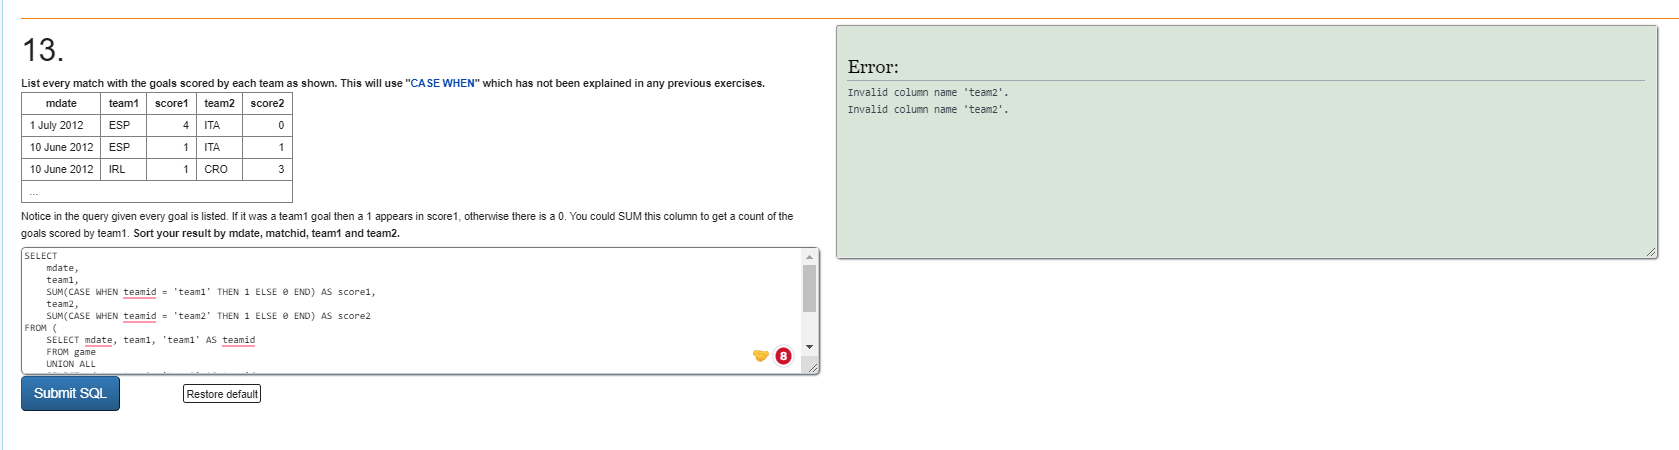 13.
List every match with the goals scored by each team as shown. This will use "CASE WHEN" which has not been explained in any previous exercises.
mdate team1 score1 team2 score2
1 July 2012 ESP 4 ITA 0
10 June 2012 ESP 1 ITA 1
10 June 2012 IRL 1 CRO 3
...
Notice in the query given every goal is listed. If it was a team1 goal then a 1 appears in score1, otherwise there is a 0. You could SUM this column to get a count of the
goals scored by team1. Sort your result by mdate, matchid, team1 and team2.
SELECT
mdate,
team1,
SUM(CASE WHEN teamid = 'team1' THEN 1 ELSE 0 END) AS score1,
team2,
SUM(CASE WHEN teamid = 'team2' THEN 1 ELSE 0 END) AS score2
FROM (
SELECT mdate, team1, 'team1' AS teamid
FROM game
UNION ALL
8
Submit SQL
Restore default
Error:
Invalid column name 'team2'.
Invalid column name 'team2'.